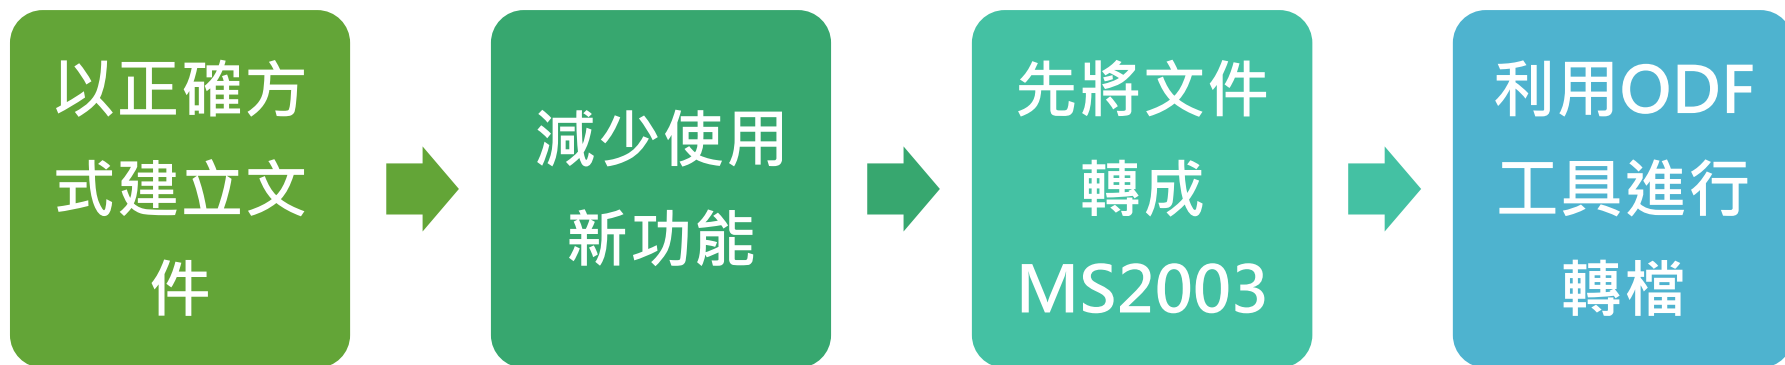 以正確方
式建立文
件
減少使用
新功能
先將文件
轉成
MS2003
利用ODF
工具進行
轉檔